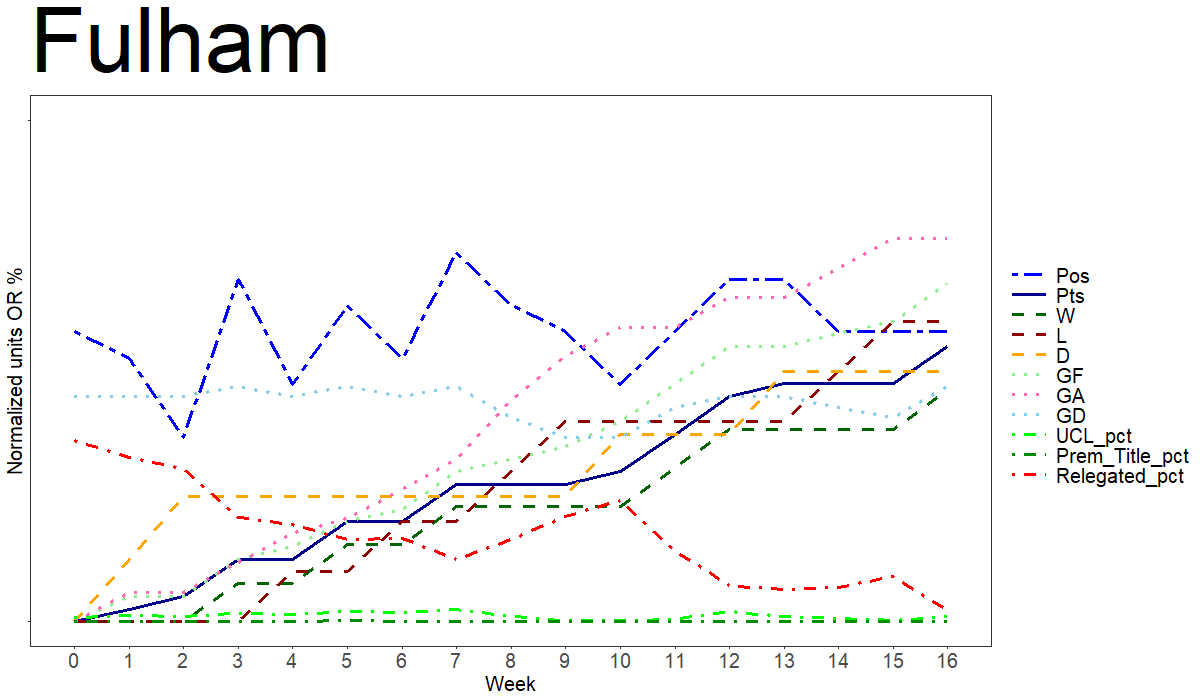 Fulham
Normalized units OR %
0 1 2 3 4 5 6 7 8 9 10 11 12 13 14 15 16
Week
Pos
Pts
W
L
D
GF
GA
GD
UCL_pct
Prem_Title_pct
Relegated_pct